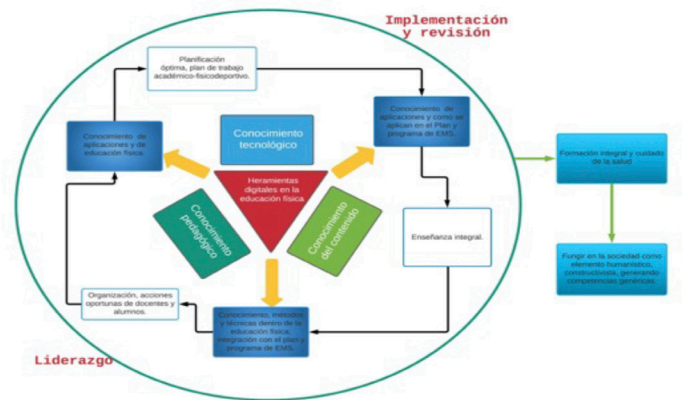 Implementación
y revisión
Planificación
óptima, plan de trabajo
académico-físicodeportivo.
Conocimiento de
aplicaciones y de
educación física.
Conocimiento
tecnológico
Conocimiento de
aplicaciones y como se
aplican en el Plan y
programa de EMS.
Heramientas
digitales en la
educación física
Conocimiento
pedagógico
Conocimiento
del contenido
Enseñanza integral.
Organización, acciones
oportunas de docentes y
alumnos.
Conocimiento, métodos
y técnicas dentro de la
educación física,
integración con el plan y
programa de EMS.
Liderazgo
Formación integral y cuidado
de la salud
Fungir en la sociedad como
elemento humanístico,
constructivista, generando
competencias genéricas.